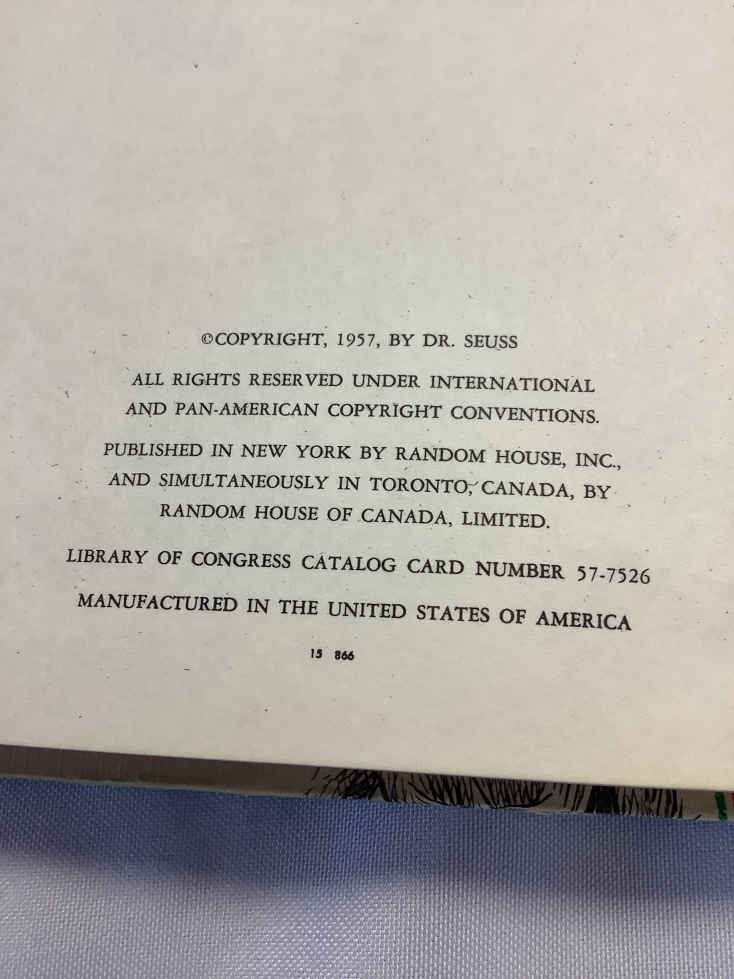 ©COPYRIGHT, 1957, BY DR. SEUSS
ALL RIGHTS RESERVED UNDER INTERNATIONAL
AND PAN-AMERICAN COPYRIGHT CONVENTIONS.
PUBLISHED IN NEW YORK BY RANDOM HOUSE, INC.,
AND SIMULTANEOUSLY IN TORONTO, CANADA, BY
RANDOM HOUSE OF CANADA, LIMITED.
LIBRARY OF CONGRESS CATALOG CARD NUMBER 57-7526
MANUFACTURED IN THE UNITED STATES OF AMERICA
15 866